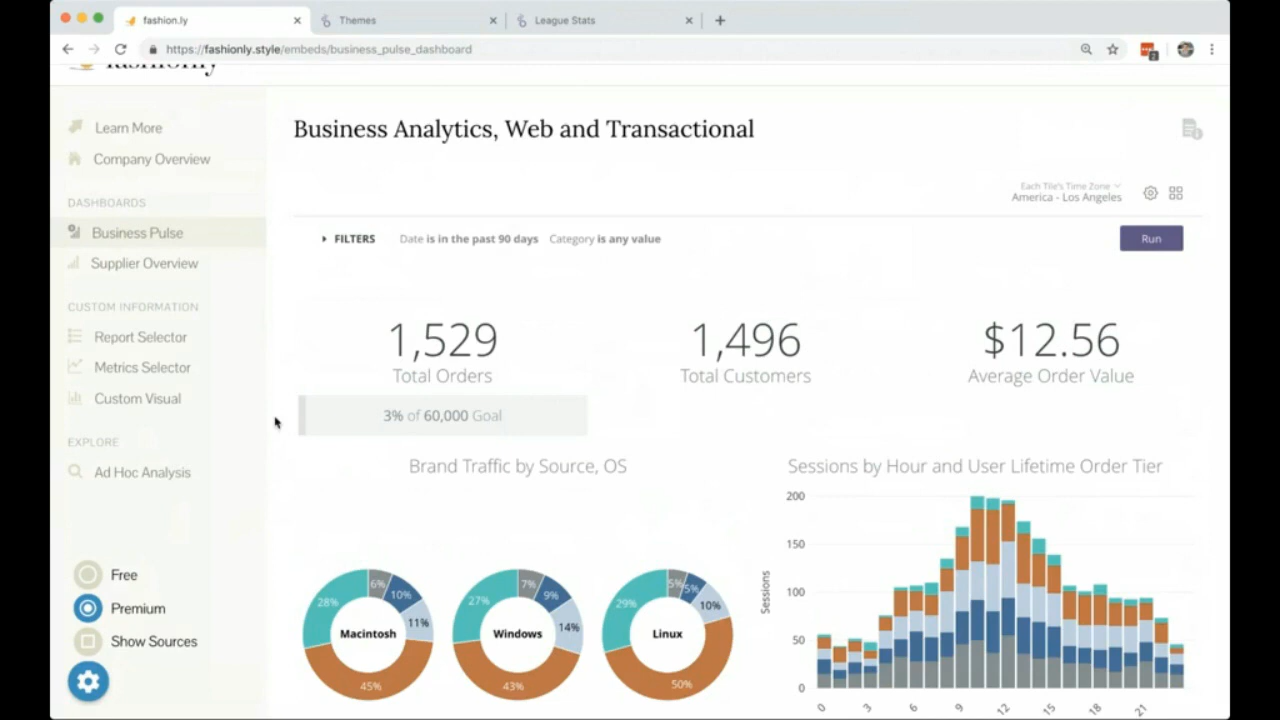 fashion.ly
Themes
League Stats
https://fashionly.style/embeds/business_pulse_dashboard
2
Learn More
Company Overview
DASHBOARDS
Business Pulse
Supplier Overview
CUSTOM INFORMATION
Report Selector
Metrics Selector
Custom Visual
EXPLORE
Ad Hoc Analysis
Free
Premium
Show Sources
Business Analytics, Web and Transactional
Each Tile's Time Zone
America - Los Angeles
FILTERS Date is in the past 90 days Category is any value
Run
1,529
Total Orders
3% of 60,000 Goal
1,496
Total Customers
$12.56
Average Order Value
Brand Traffic by Source, OS
Macintosh
6%
10%
11%
45%
28%
Windows
7%
9%
14%
43%
27%
Linux
5%
5%
10%
50%
29%
Sessions by Hour and User Lifetime Order Tier
Sessions
200
150
100
50
0
0 3 6 9 12 15 18 21